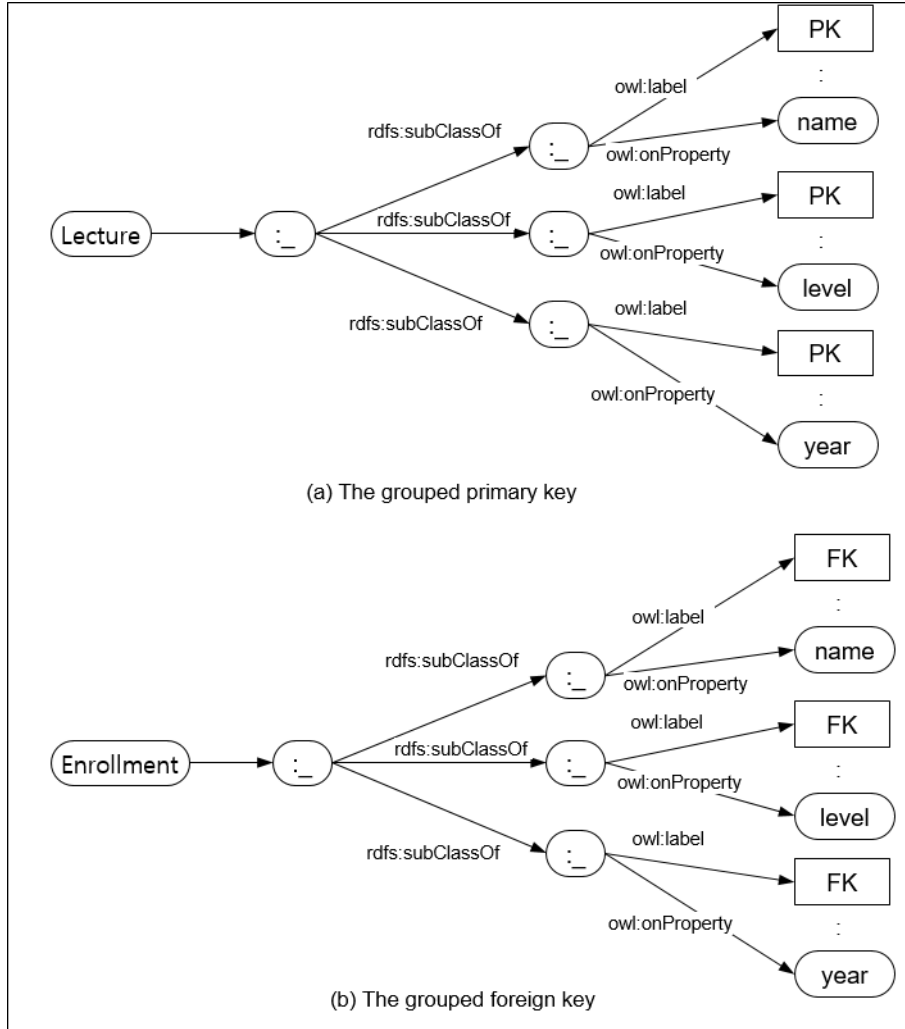 PK
owl:label
:
rdfs:subClassOf
:_
name
owl:onProperty
owl:label
PK
rdfs:subClassOf
Lecture
:_
:_
:
owl:onProperty
level
owl:label
rdfs:subClassOf
:_
PK
owl:onProperty
:
year
(a) The grouped primary key
FK
owl:label
:
rdfs:subClassOf
:_
name
owl:onProperty
owl:label
FK
rdfs:subClassOf
Enrollment
:_
:_
:
owl:onProperty
level
owl:label
rdfs:subClassOf
:_
FK
owl:onProperty
:
year
(b) The grouped foreign key